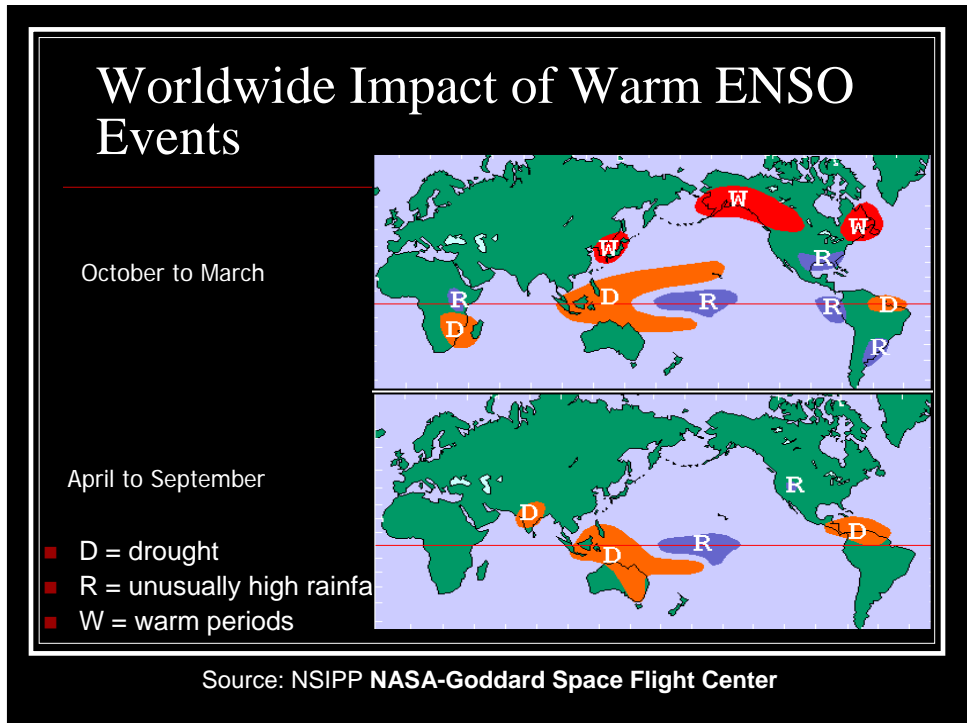 Worldwide Impact of Warm ENSO
Events
October to March
W
W
W
R
D
R
R
R
D
D
R
April to September
R
D
D
R
D
D = drought
R = unusually high rainfa
W = warm periods
Source: NSIPP NASA-Goddard Space Flight Center